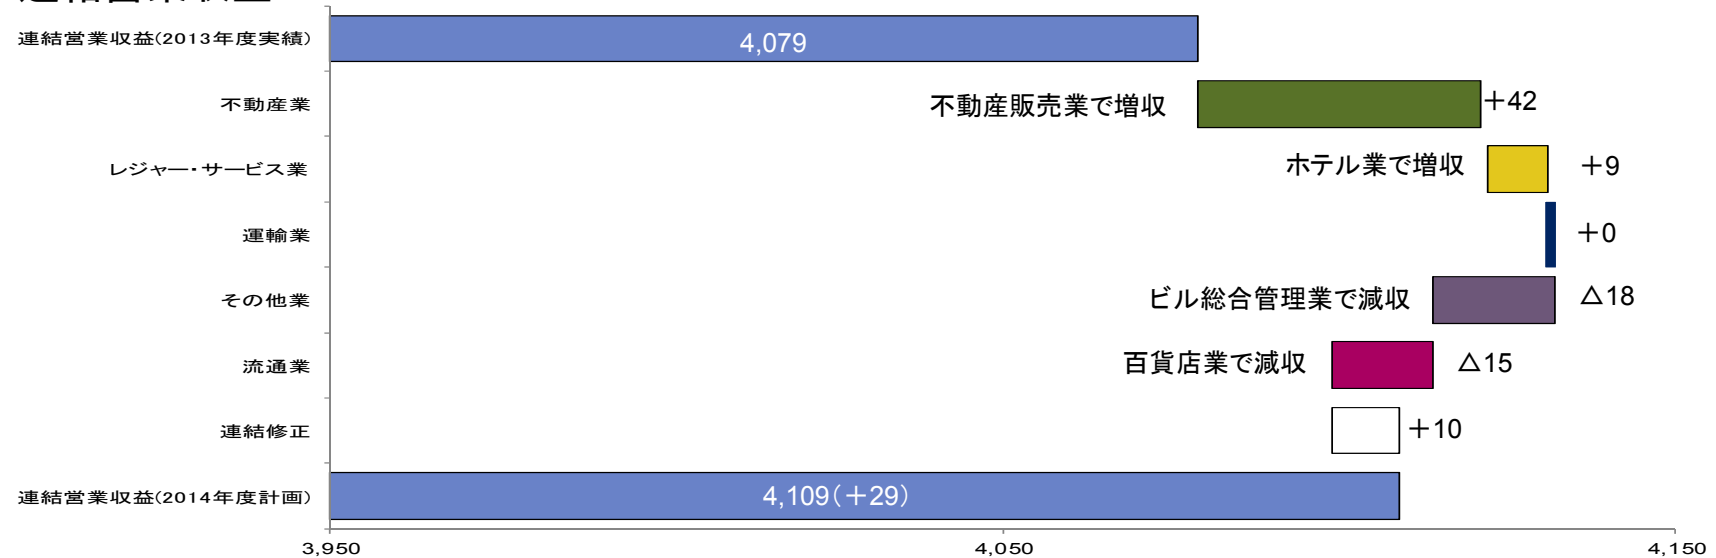 連結営業収益(2013年度実績)
4,079
不動産業
不動産販売業で増収
＋42
レジャー・サービス業
ホテル業で増収
＋9
運輸業
＋0
その他業
ビル総合管理業で減収
△18
流通業
百貨店業で減収
△15
連結修正
＋10
連結営業収益(2014年度計画)
4,109(＋29)
3,950
4,050
4,150